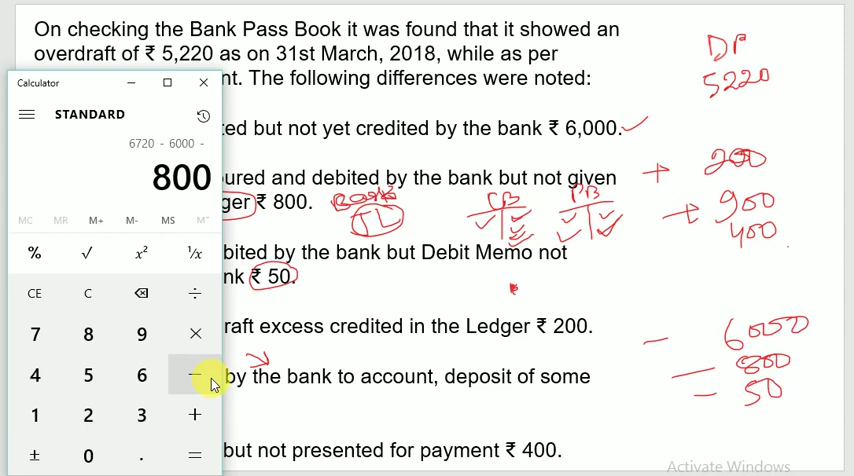 On checking the Bank Pass Book it was found that it showed an
overdraft of ₹ 5,220 as on 31st March, 2018, while as per
nt. The following differences were noted:
ted but not yet credited by the bank ₹ 6,000.
oured and debited by the bank but not given
ger ₹ 800.
bited by the bank but Debit Memo not
nk ₹ 50.
raft excess credited in the Ledger ₹ 200.
by the bank to account, deposit of some
but not presented for payment ₹ 400.
Calculator
STANDARD
6720 - 6000 -
800
MC MR M+ M- MS M˅
% √ x² ¹/x
CE C ÷
7 8 9 ×
4 5 6 −
1 2 3 +
± 0 . =
5220
+ 200
Bank
CB PB
+ 900
400
− 6000
− 800
− 50
Activate Windows